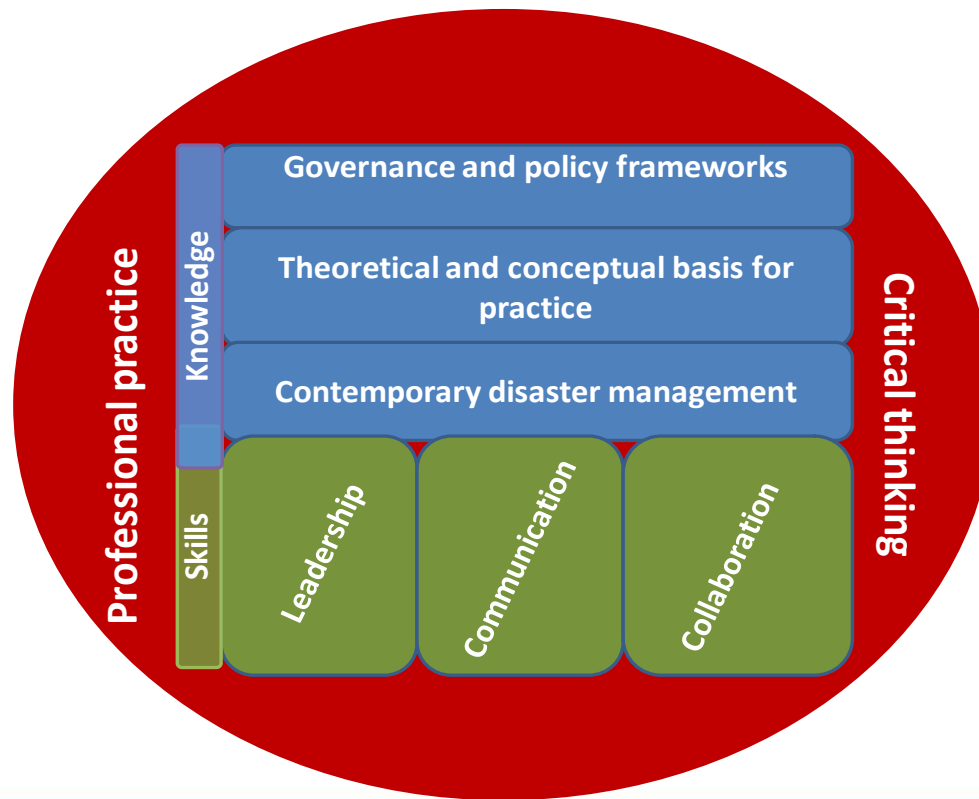 Professional practice
Knowledge
Governance and policy frameworks
Theoretical and conceptual basis for
practice
Contemporary disaster management
Skills
Leadership
Communication
Collaboration
Critical thinking